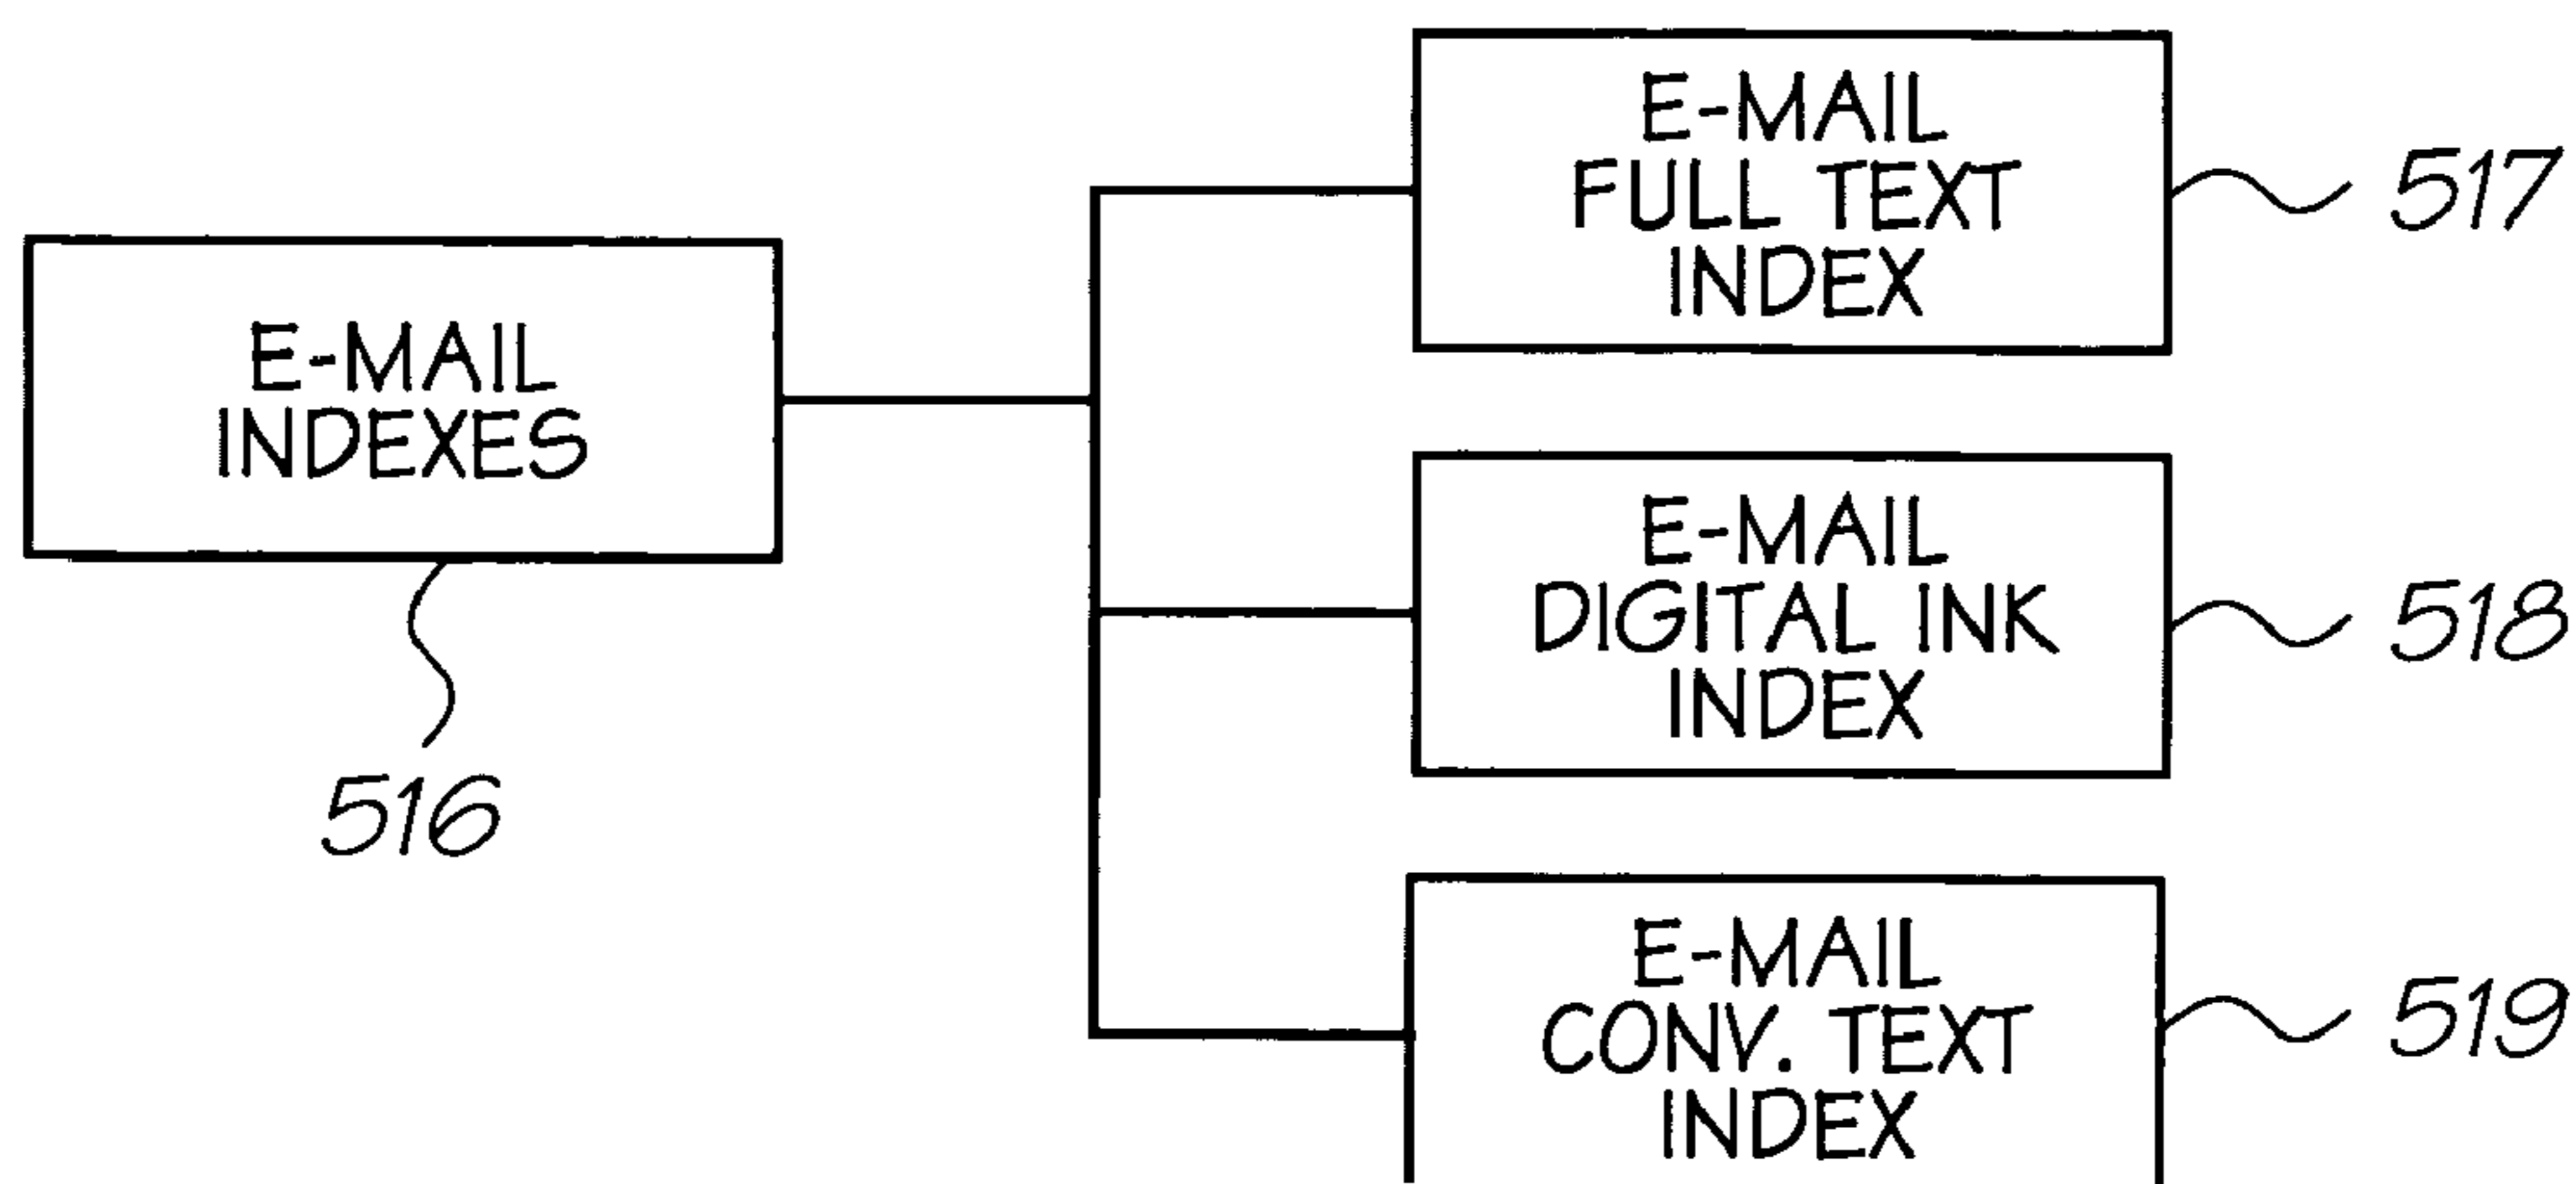 E-MAIL
FULL TEXT
INDEX
517
E-MAIL
INDEXES
516
E-MAIL
DIGITAL INK
INDEX
518
E-MAIL
CONV. TEXT
INDEX
519